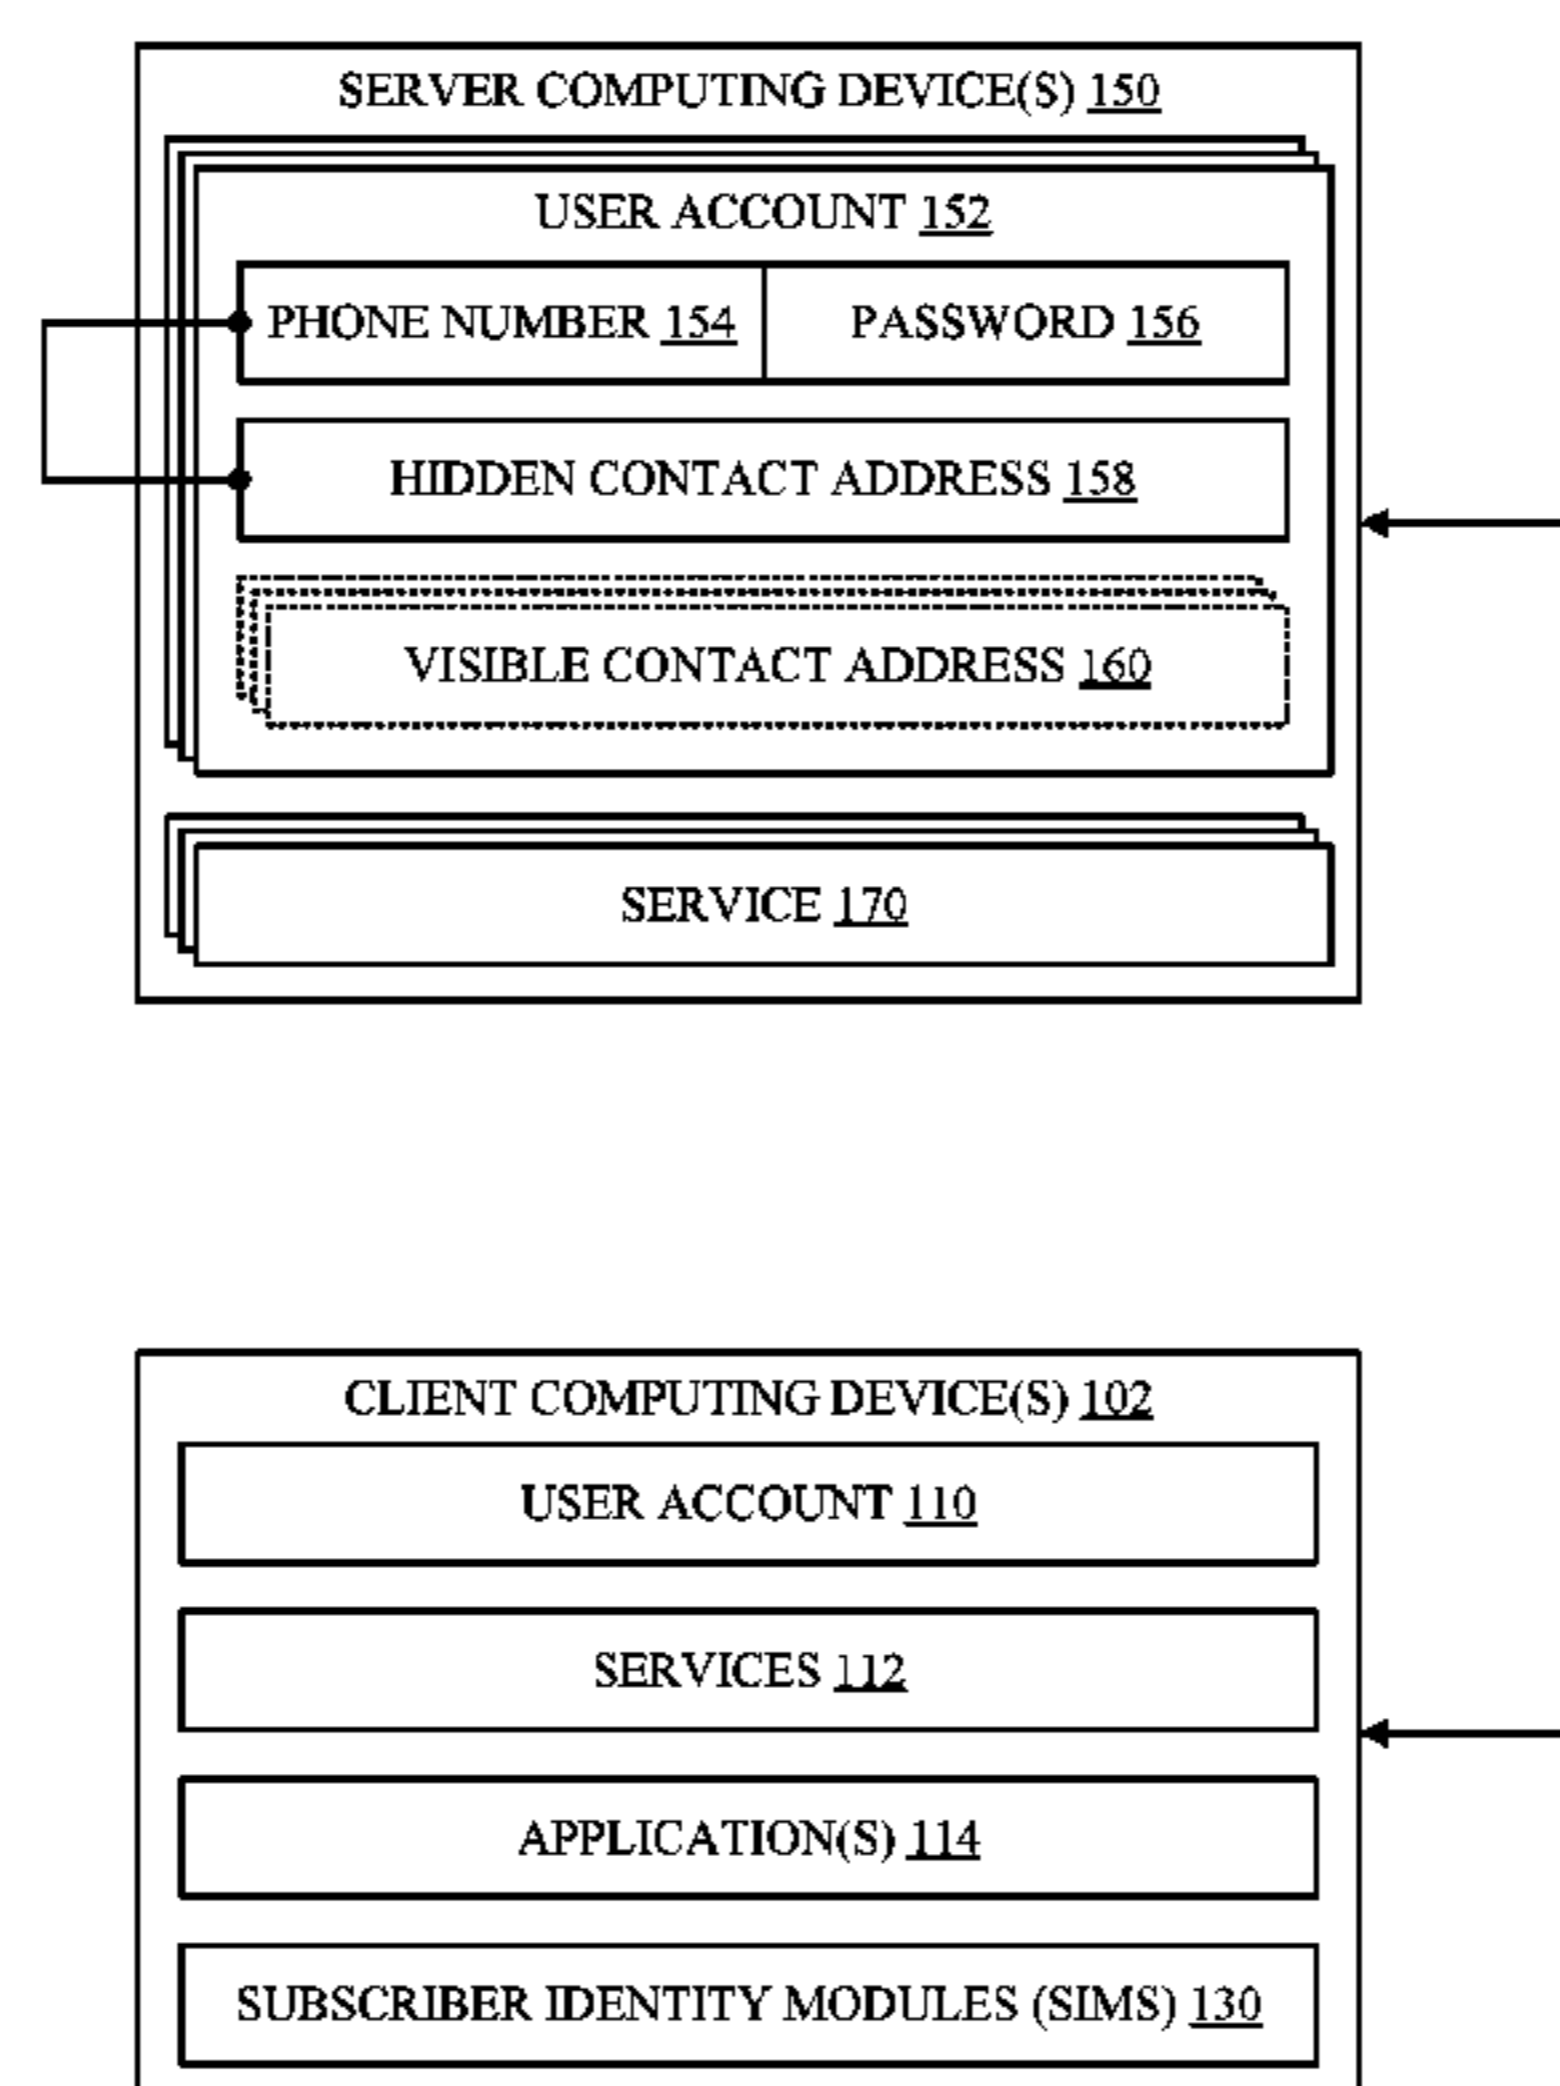 SERVER COMPUTING DEVICE(S) 150
USER ACCOUNT 152
PHONE NUMBER 154
PASSWORD 156
HIDDEN CONTACT ADDRESS 158
VISIBLE CONTACT ADDRESS 160
SERVICE 170
CLIENT COMPUTING DEVICE(S) 102
USER ACCOUNT 110
SERVICES 112
APPLICATION(S) 114
SUBSCRIBER IDENTITY MODULES (SIMS) 130